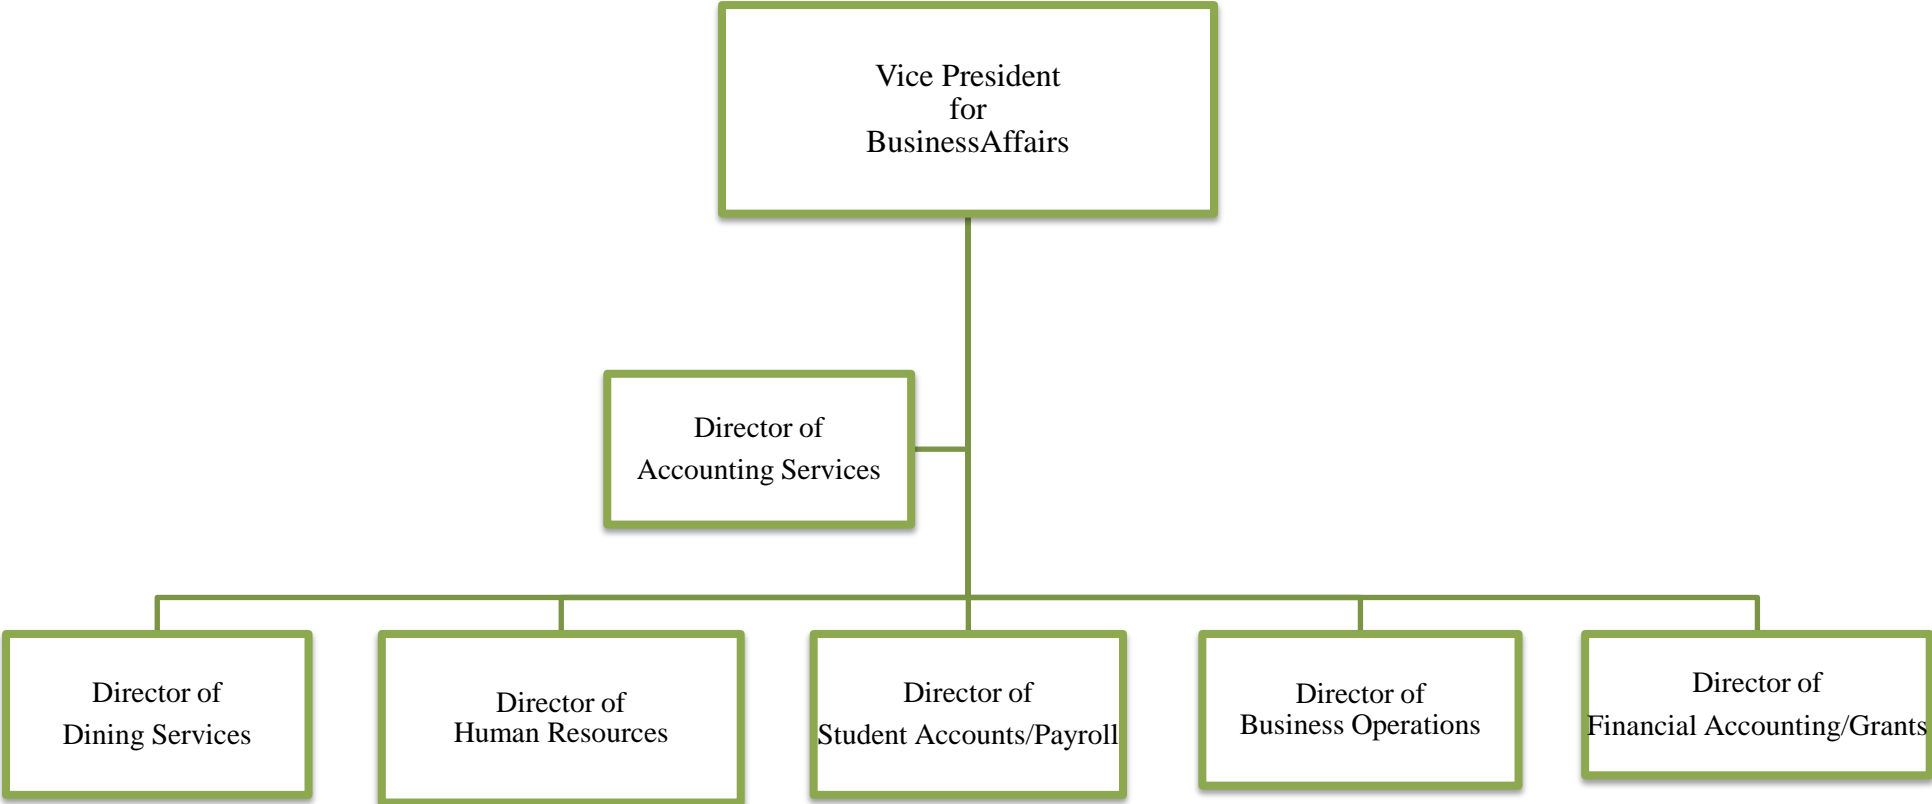 Vice President
for
BusinessAffairs
Director of
Accounting Services
Director of
Dining Services
Director of
Human Resources
Director of
Student Accounts/Payroll
Director of
Business Operations
Director of
Financial Accounting/Grants